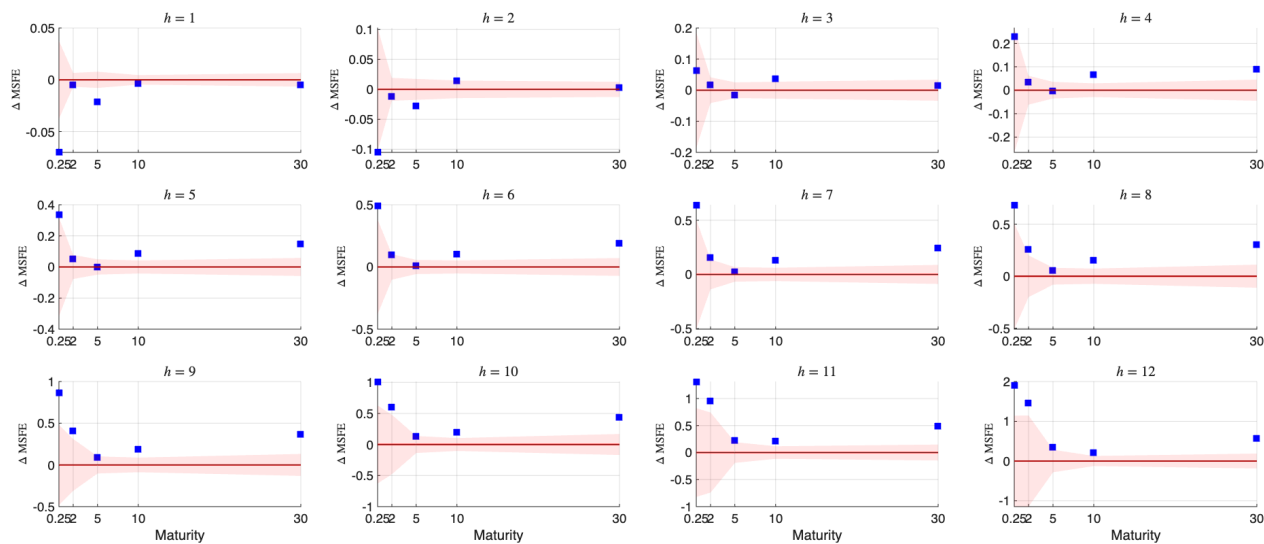 h = 1
h = 2
h = 3
h = 4
0.05
0
-0.05
Δ MSFE
0.25 2 5 10 30
0.1
0.05
0
-0.05
-0.1
Δ MSFE
0.25 2 5 10 30
0.2
0.1
0
-0.1
-0.2
Δ MSFE
0.25 2 5 10 30
0.2
0.1
0
-0.1
-0.2
Δ MSFE
0.25 2 5 10 30
h = 5
h = 6
h = 7
h = 8
0.4
0.2
0
-0.2
-0.4
Δ MSFE
0.25 2 5 10 30
0.5
0
-0.5
Δ MSFE
0.25 2 5 10 30
0.5
0
-0.5
Δ MSFE
0.25 2 5 10 30
0.5
0
-0.5
Δ MSFE
0.25 2 5 10 30
h = 9
h = 10
h = 11
h = 12
1
0.5
0
-0.5
Δ MSFE
0.25 2 5 10 30
Maturity
1
0.5
0
-0.5
-1
Δ MSFE
0.25 2 5 10 30
Maturity
1
0.5
0
-0.5
-1
Δ MSFE
0.25 2 5 10 30
Maturity
2
1
0
-1
Δ MSFE
0.25 2 5 10 30
Maturity